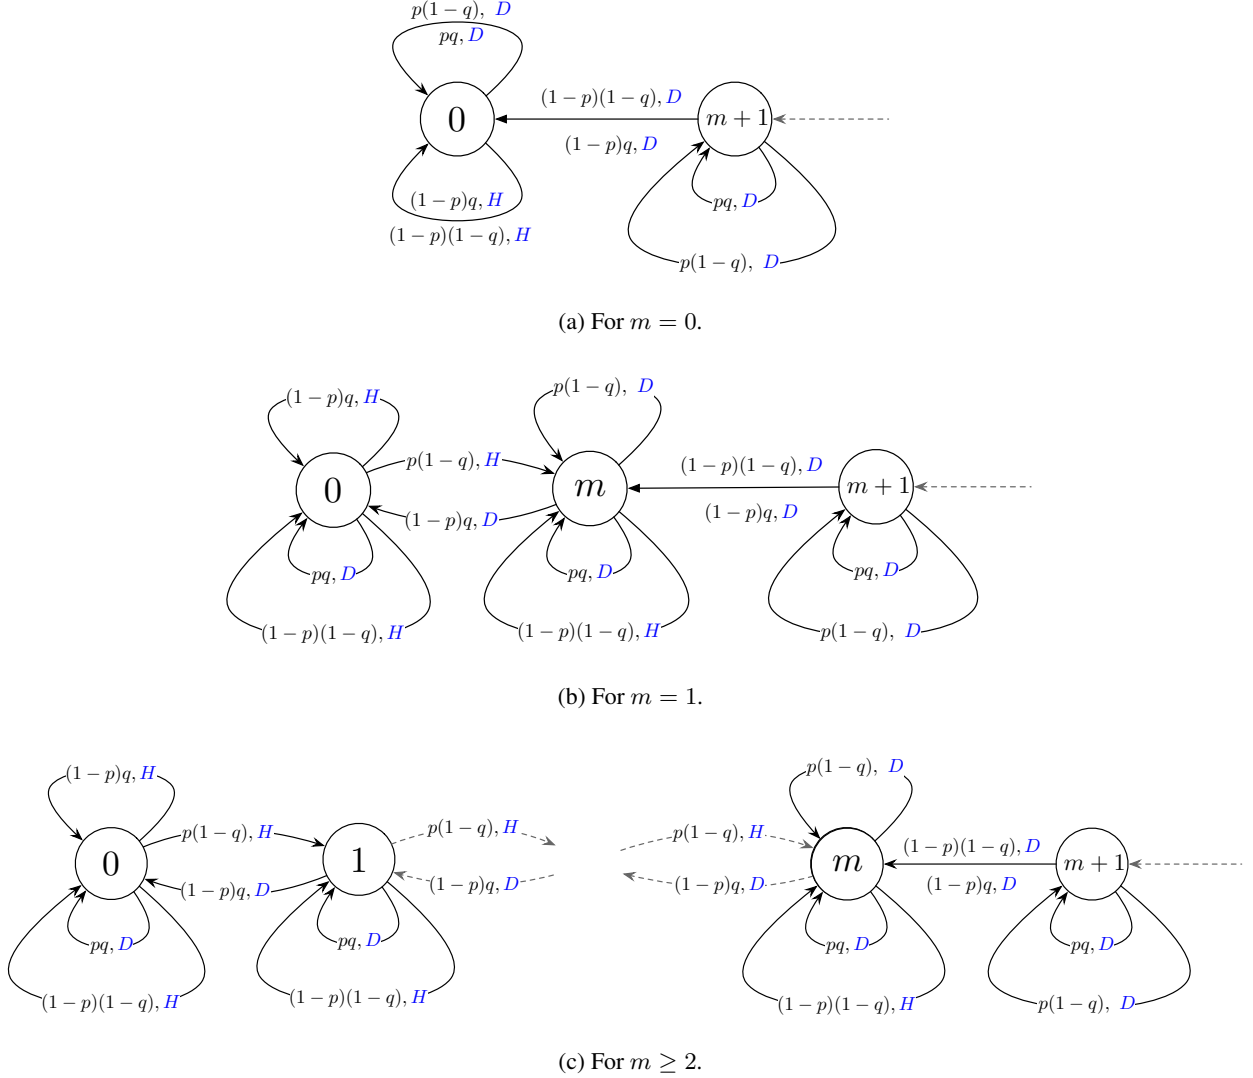 p(1 − q), D
pq, D
0
(1 − p)(1 − q), D
m + 1
(1 − p)q, D
(1 − p)q, H
pq, D
(1 − p)(1 − q), H
p(1 − q), D
(a) For m = 0.
p(1 − q), D
(1 − p)q, H
p(1 − q), H
(1 − p)(1 − q), D
0
m
m + 1
(1 − p)q, D
(1 − p)q, D
pq, D
pq, D
pq, D
(1 − p)(1 − q), H
(1 − p)(1 − q), H
p(1 − q), D
(b) For m = 1.
(1 − p)q, H
p(1 − q), D
p(1 − q), H
p(1 − q), H
p(1 − q), H
(1 − p)(1 − q), D
0
1
m
m + 1
(1 − p)q, D
(1 − p)q, D
(1 − p)q, D
(1 − p)q, D
pq, D
pq, D
pq, D
pq, D
(1 − p)(1 − q), H
(1 − p)(1 − q), H
(1 − p)(1 − q), H
p(1 − q), D
(c) For m ≥ 2.